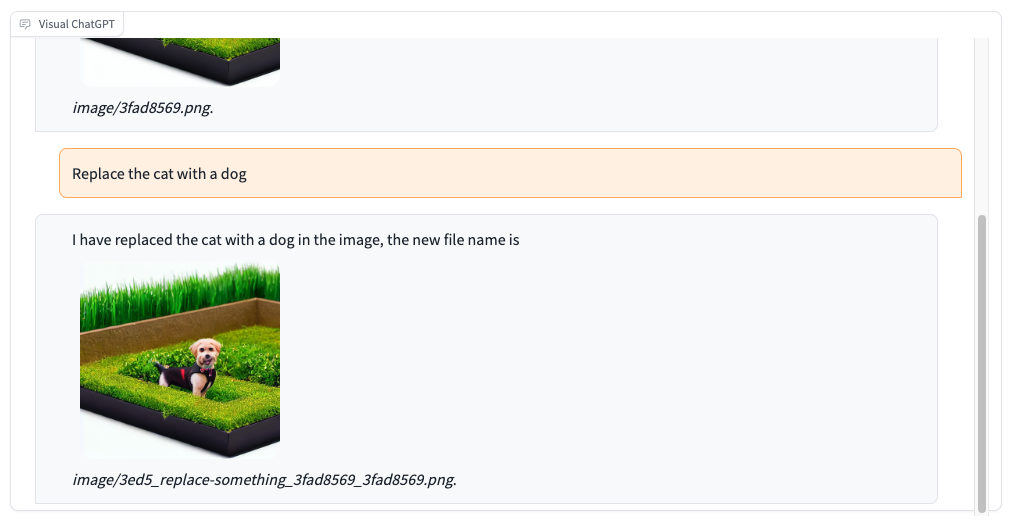 Visual ChatGPT
image/3fad8569.png.
Replace the cat with a dog
I have replaced the cat with a dog in the image, the new file name is
image/3ed5_replace-something_3fad8569_3fad8569.png.